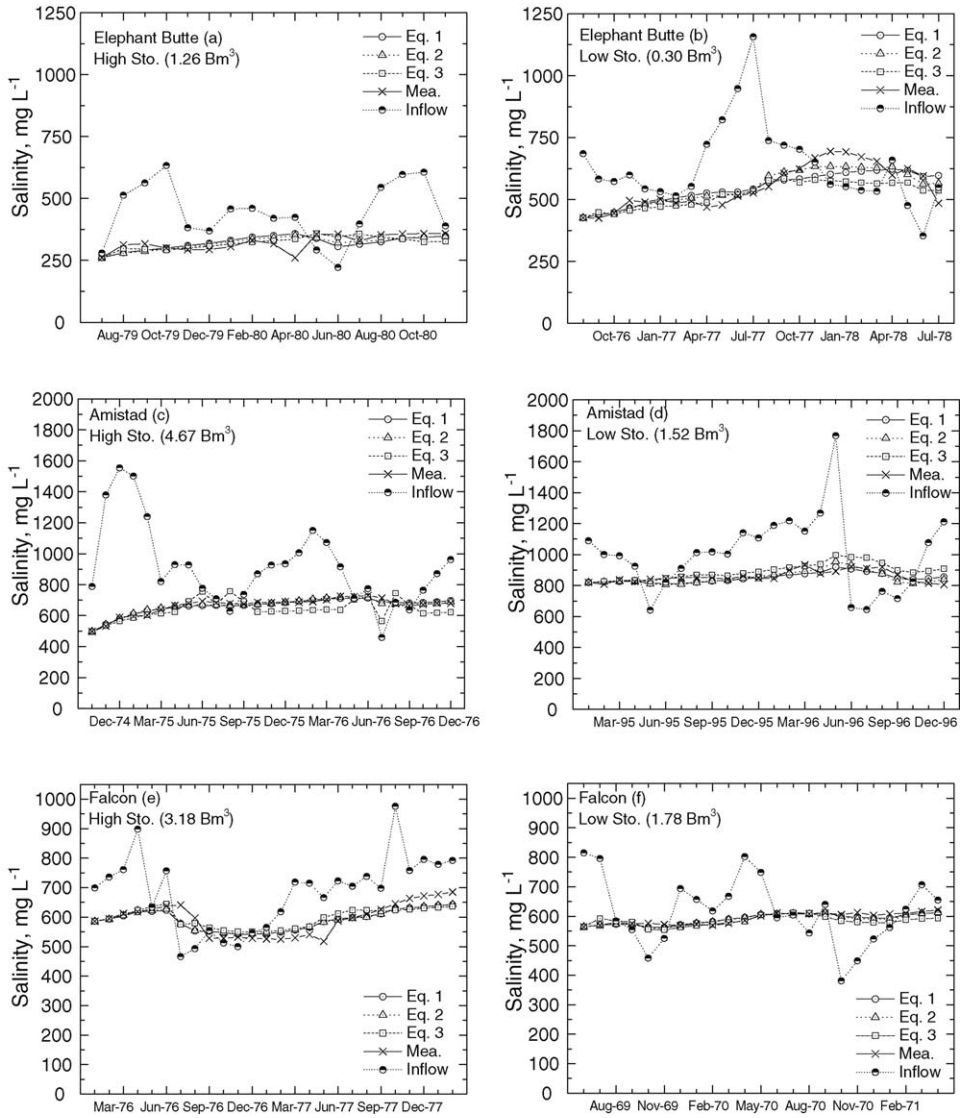 Elephant Butte (a)
High Sto. (1.26 Bm³)
Eq. 1
Eq. 2
Eq. 3
Mea.
Inflow
Salinity, mg L⁻¹
1250
1000
750
500
250
0
Aug-79 Oct-79 Dec-79 Feb-80 Apr-80 Jun-80 Aug-80 Oct-80
Elephant Butte (b)
Low Sto. (0.30 Bm³)
Eq. 1
Eq. 2
Eq. 3
Mea.
Inflow
1250
1000
750
500
250
0
Oct-76 Jan-77 Apr-77 Jul-77 Oct-77 Jan-78 Apr-78 Jul-78
Amistad (c)
High Sto. (4.67 Bm³)
Eq. 1
Eq. 2
Eq. 3
Mea.
Inflow
Salinity, mg L⁻¹
2000
1800
1600
1400
1200
1000
800
600
400
200
0
Dec-74 Mar-75 Jun-75 Sep-75 Dec-75 Mar-76 Jun-76 Sep-76 Dec-76
Amistad (d)
Low Sto. (1.52 Bm³)
Eq. 1
Eq. 2
Eq. 3
Mea.
Inflow
2000
1800
1600
1400
1200
1000
800
600
400
200
0
Mar-95 Jun-95 Sep-95 Dec-95 Mar-96 Jun-96 Sep-96 Dec-96
Falcon (e)
High Sto. (3.18 Bm³)
Eq. 1
Eq. 2
Eq. 3
Mea.
Inflow
Salinity, mg L⁻¹
1000
900
800
700
600
500
400
300
200
100
0
Mar-76 Jun-76 Sep-76 Dec-76 Mar-77 Jun-77 Sep-77 Dec-77
Falcon (f)
Low Sto. (1.78 Bm³)
Eq. 1
Eq. 2
Eq. 3
Mea.
Inflow
1000
900
800
700
600
500
400
300
200
100
0
Aug-69 Nov-69 Feb-70 May-70 Aug-70 Nov-70 Feb-71